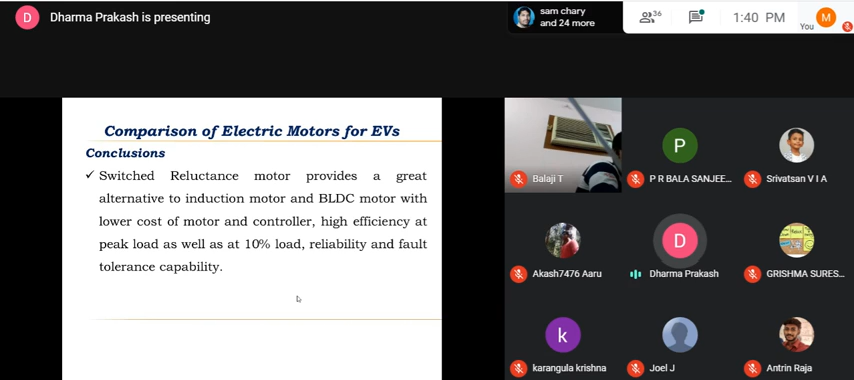 D Dharma Prakash is presenting
sam chary
and 24 more
36
1:40 PM
You
M
Comparison of Electric Motors for EVs
Conclusions
✓ Switched Reluctance motor provides a great
alternative to induction motor and BLDC motor with
lower cost of motor and controller, high efficiency at
peak load as well as at 10% load, reliability and fault
tolerance capability.
Balaji T
P
P R BALA SANJEE...
Srivatsan V I A
Akash7476 Aaru
D
Dharma Prakash
GRISHMA SURES...
k
karangula krishna
Joel J
Antrin Raja